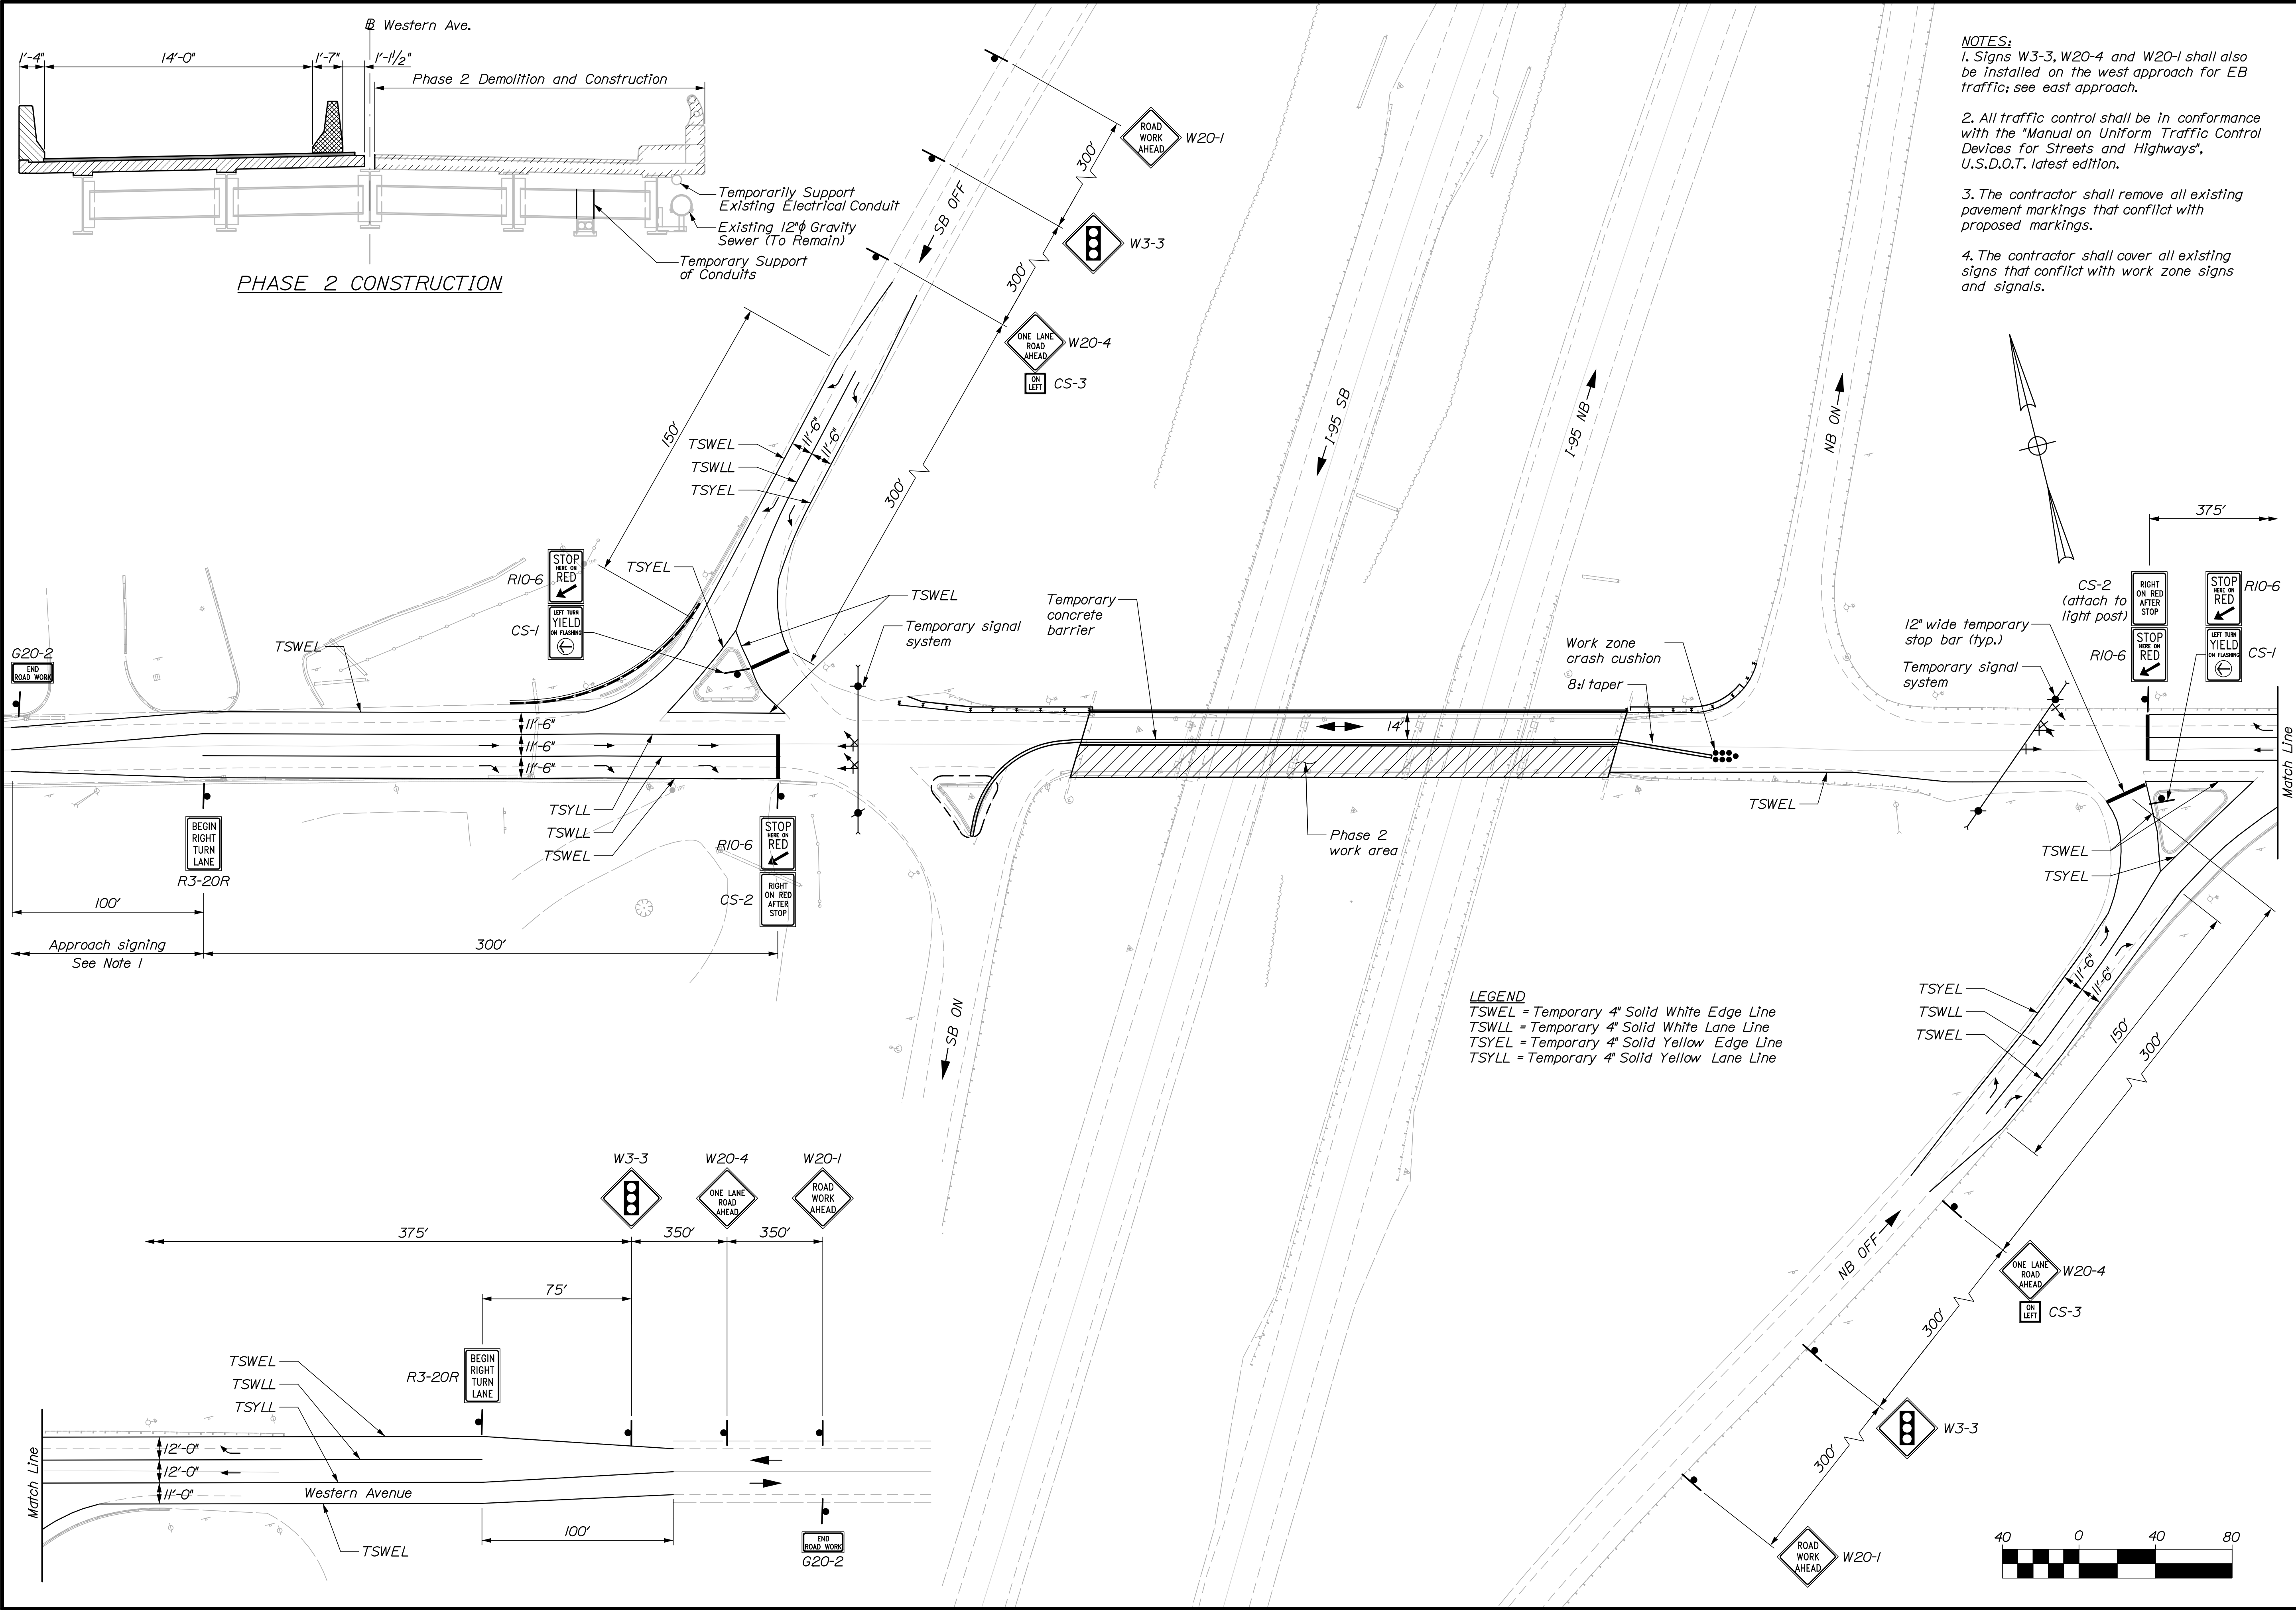 ℄ Western Ave.
1'-4"
14'-0"
1'-7"
1'-1½"
Phase 2 Demolition and Construction
Temporarily Support
Existing Electrical Conduit
Existing 12"ϕ Gravity
Sewer (To Remain)
Temporary Support
of Conduits
PHASE 2 CONSTRUCTION
NOTES:
1. Signs W3-3, W20-4 and W20-1 shall also
be installed on the west approach for EB
traffic; see east approach.
2. All traffic control shall be in conformance
with the "Manual on Uniform Traffic Control
Devices for Streets and Highways",
U.S.D.O.T. latest edition.
3. The contractor shall remove all existing
pavement markings that conflict with
proposed markings.
4. The contractor shall cover all existing
signs that conflict with work zone signs
and signals.
ROAD
WORK
AHEAD
W20-1
300'
W3-3
300'
ONE LANE
ROAD
AHEAD
W20-4
ON
LEFT
CS-3
300'
SB OFF
150'
11'-6"
11'-6"
TSWEL
TSWLL
TSYEL
I-95 SB
I-95 NB
NB ON
375'
STOP
HERE ON
RED
R10-6
LEFT TURN
YIELD
ON FLASHING
CS-1
TSYEL
TSWEL
Temporary signal
system
Temporary
concrete
barrier
Work zone
crash cushion
8:1 taper
12" wide temporary
stop bar (typ.)
Temporary signal
system
CS-2
(attach to
light post)
RIGHT
ON RED
AFTER
STOP
STOP
HERE ON
RED
R10-6
STOP
HERE ON
RED
R10-6
LEFT TURN
YIELD
ON FLASHING
CS-1
Match Line
G20-2
END
ROAD WORK
TSWEL
11'-6"
11'-6"
11'-6"
14'
TSYLL
TSWLL
TSWEL
BEGIN
RIGHT
TURN
LANE
R3-20R
STOP
HERE ON
RED
R10-6
RIGHT
ON RED
AFTER
STOP
CS-2
100'
Approach signing
See Note 1
300'
Phase 2
work area
TSWEL
TSWEL
TSYEL
SB ON
LEGEND
TSWEL = Temporary 4" Solid White Edge Line
TSWLL = Temporary 4" Solid White Lane Line
TSYEL = Temporary 4" Solid Yellow Edge Line
TSYLL = Temporary 4" Solid Yellow Lane Line
TSYEL
TSWLL
TSWEL
11'-6"
11'-6"
150'
300'
NB OFF
ONE LANE
ROAD
AHEAD
W20-4
ON
LEFT
CS-3
300'
W3-3
300'
ROAD
WORK
AHEAD
W20-1
40 0 40 80
W3-3
W20-4
W20-1
ONE LANE
ROAD
AHEAD
ROAD
WORK
AHEAD
375'
350'
350'
75'
R3-20R
BEGIN
RIGHT
TURN
LANE
TSWEL
TSWLL
TSYLL
Match Line
12'-0"
12'-0"
11'-0"
Western Avenue
100'
TSWEL
END
ROAD WORK
G20-2